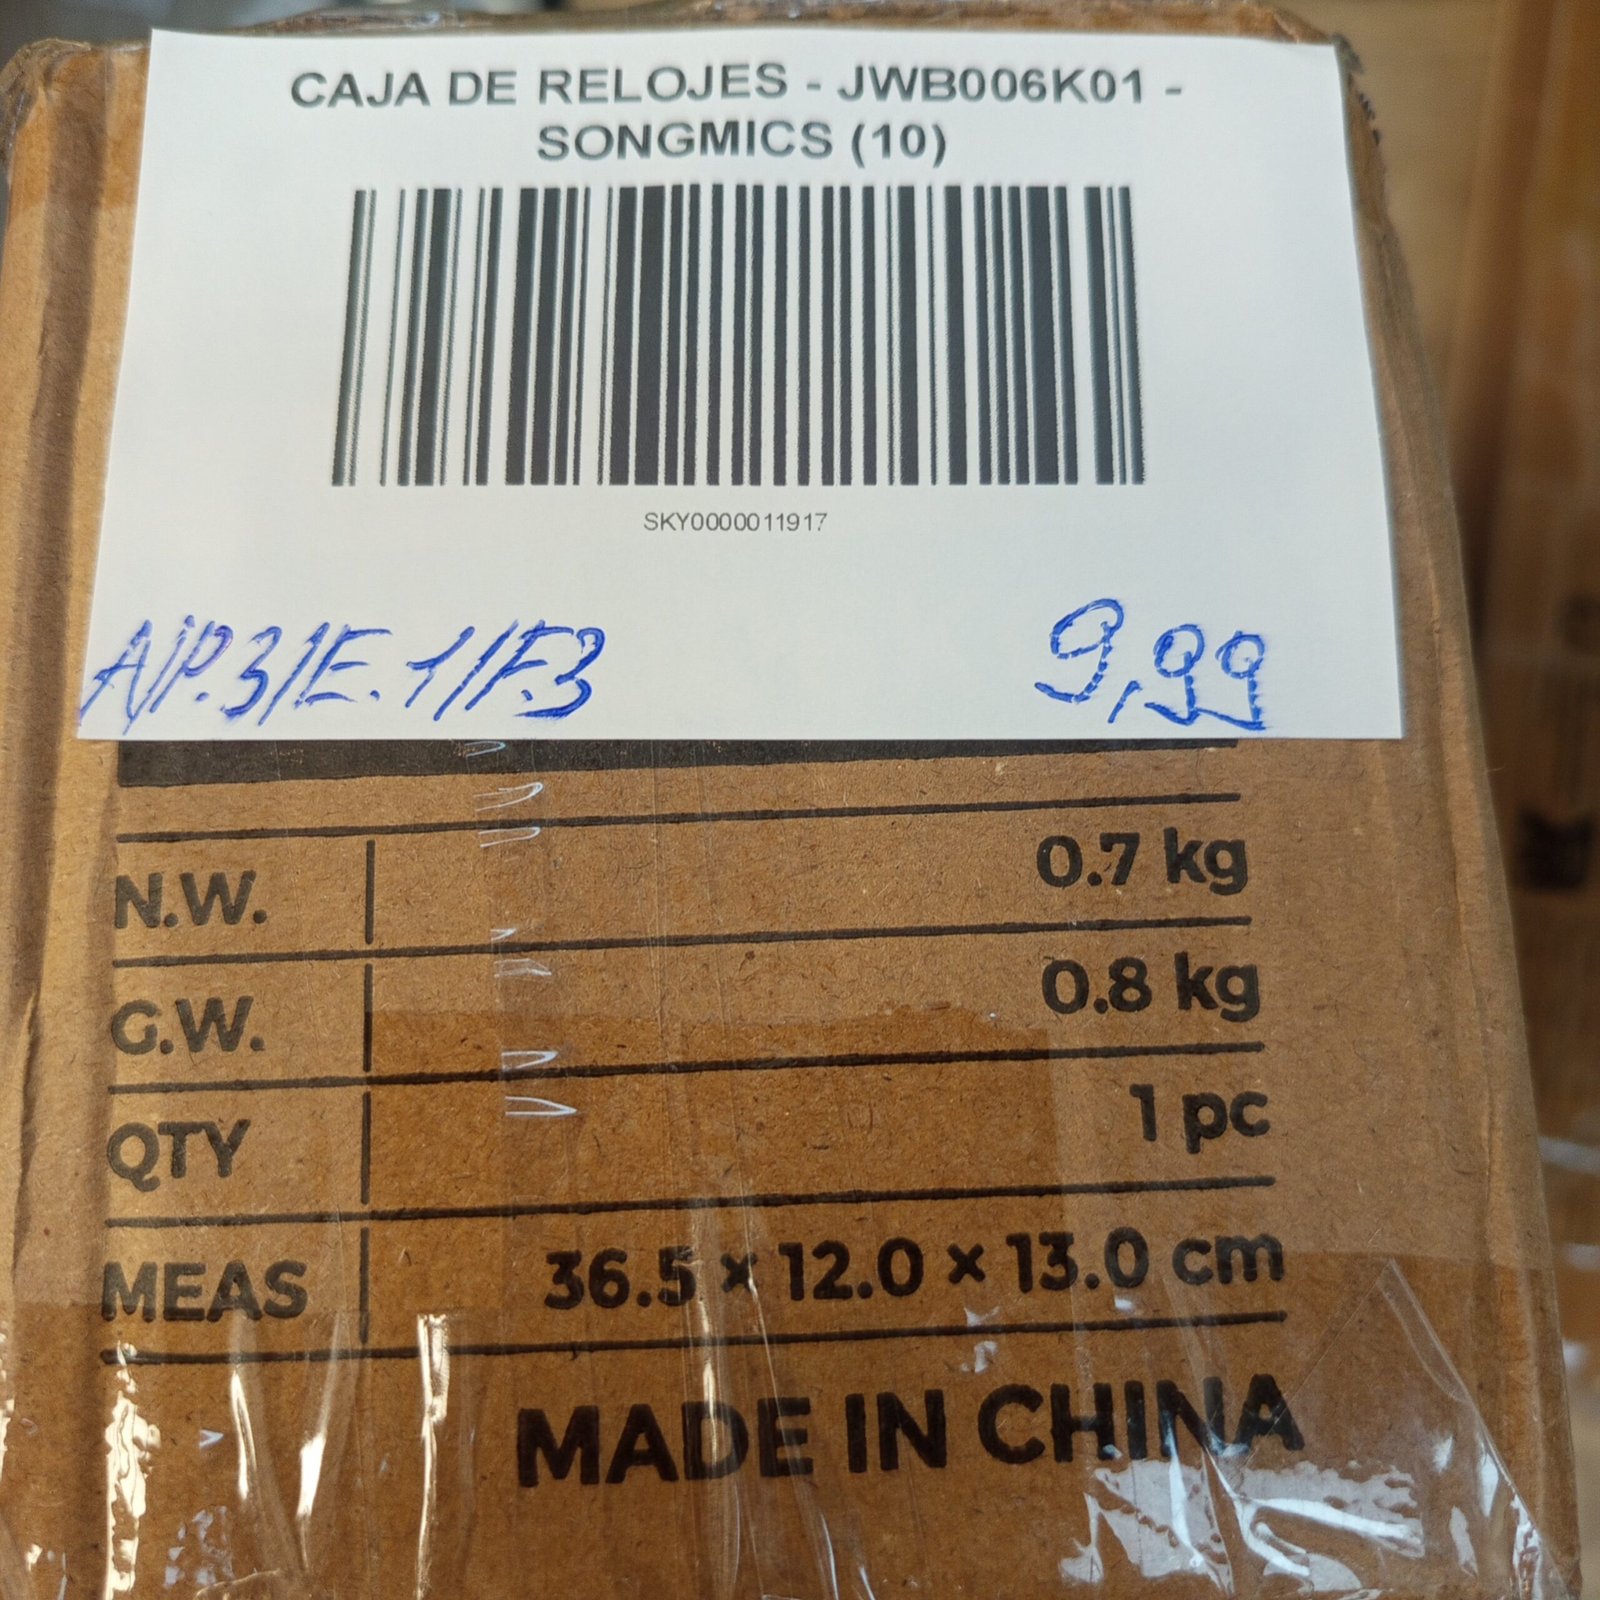 CAJA DE RELOJES - JWB006K01 -
SONGMICS (10)
SKY0000011917
A/P.3/E.1/F.3 9,99
N.W. 0.7 kg
G.W. 0.8 kg
QTY 1 pc
MEAS 36.5 × 12.0 × 13.0 cm
MADE IN CHINA